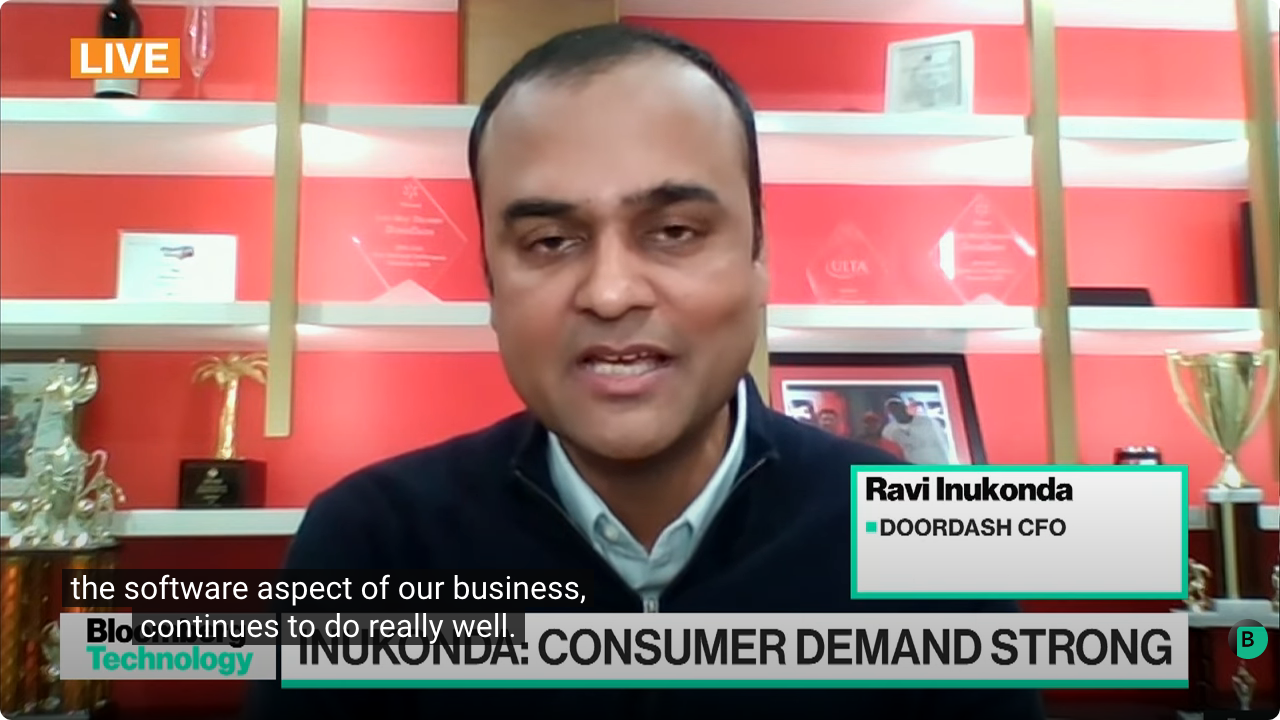 LIVE
ULTA
Ravi Inukonda
DOORDASH CFO
the software aspect of our business,
continues to do really well.
Bloomberg
Technology
INUKONDA: CONSUMER DEMAND STRONG
B